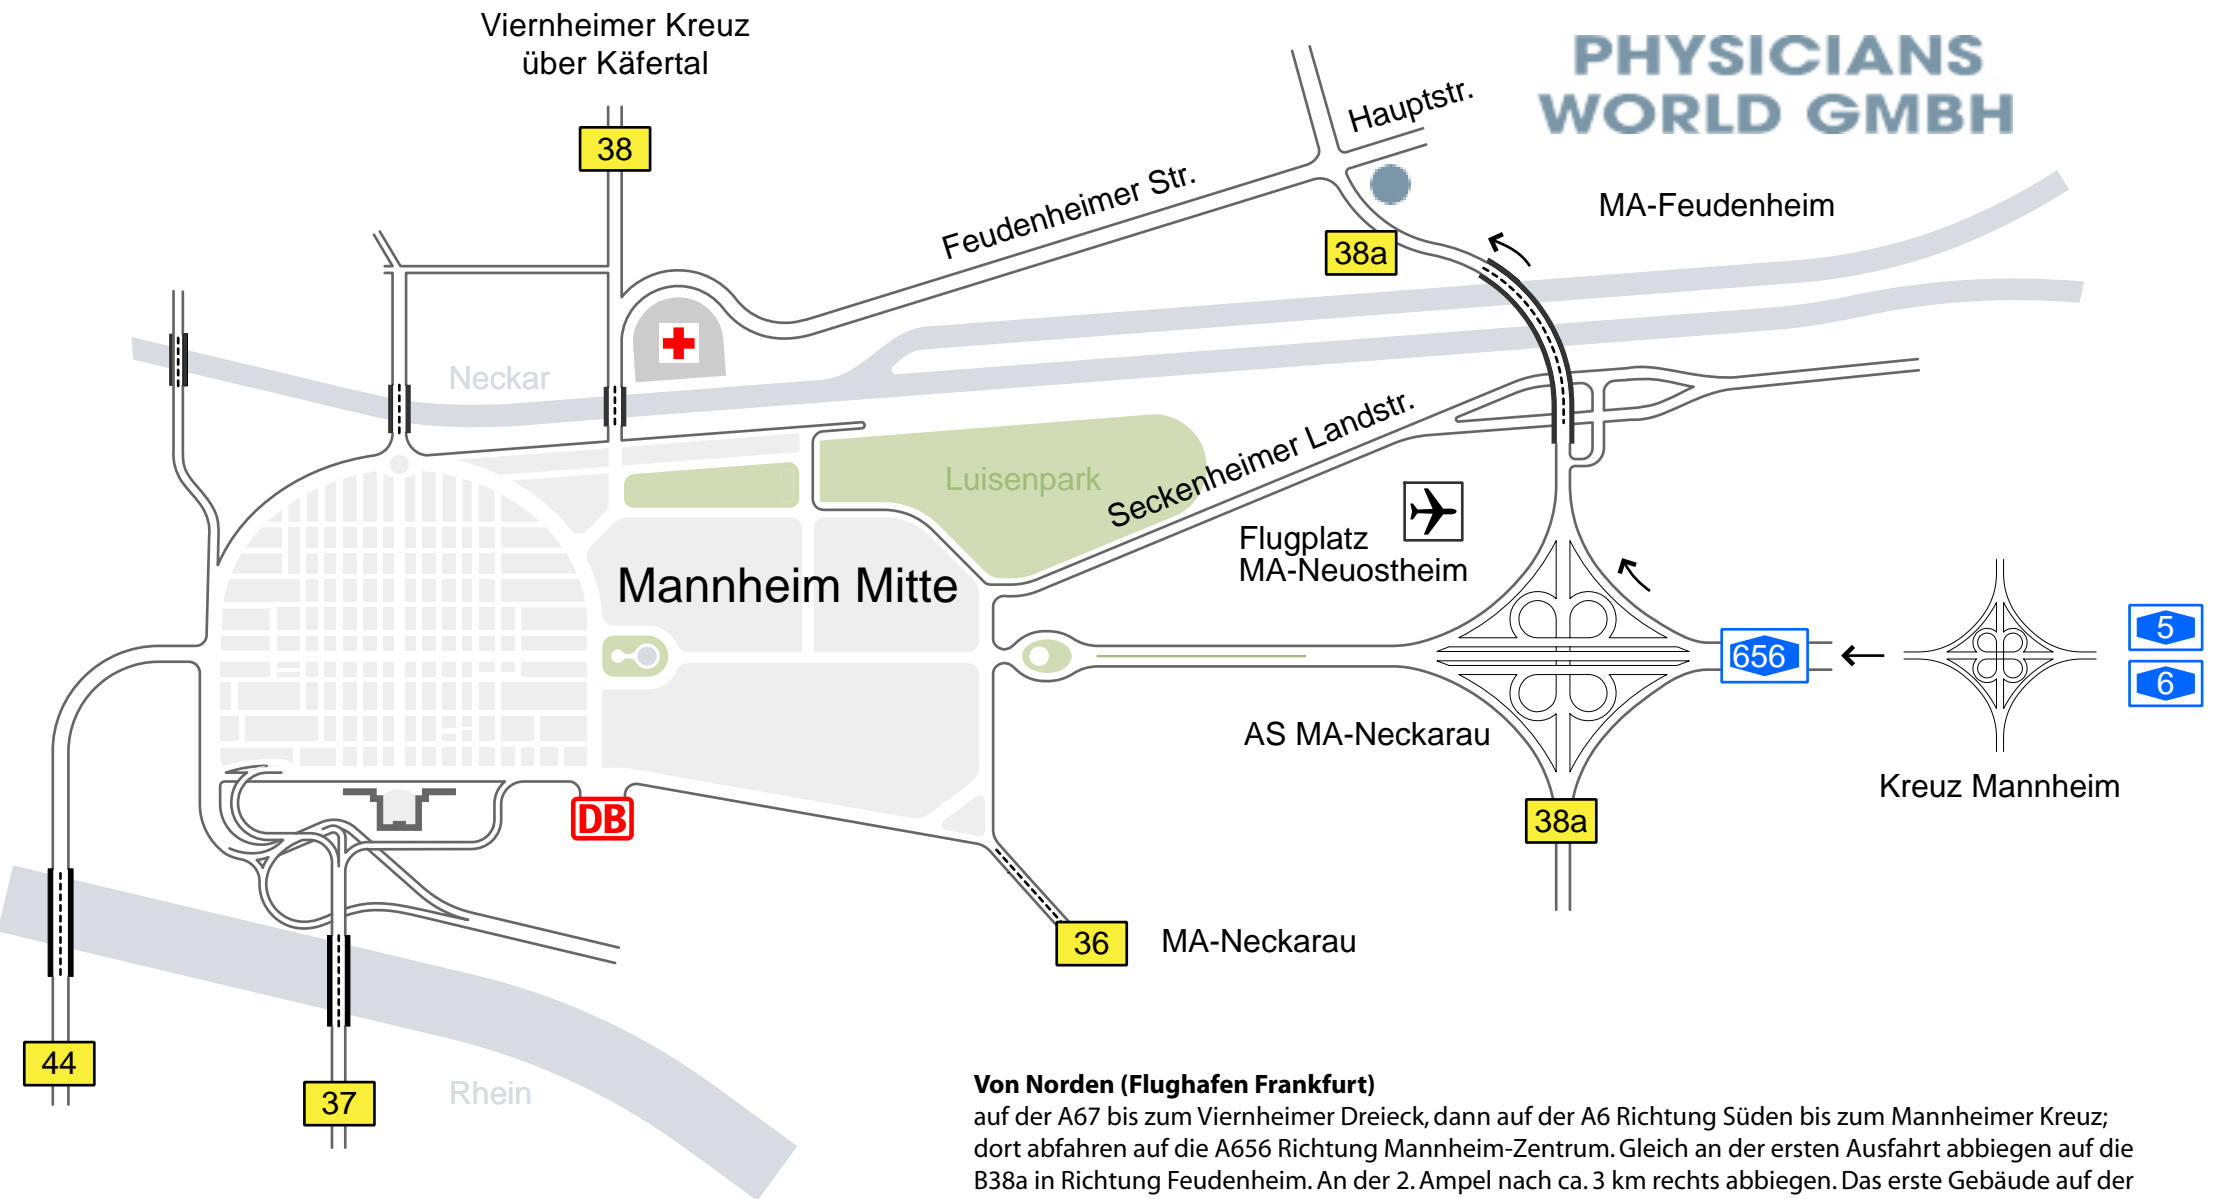 Viernheimer Kreuz
über Käfertal
PHYSICIANS
WORLD GMBH
38
Hauptstr.
Feudenheimer Str.
MA-Feudenheim
38a
Neckar
Luisenpark
Seckenheimer Landstr.
Flugplatz
MA-Neuostheim
Mannheim Mitte
5
656
6
AS MA-Neckarau
Kreuz Mannheim
DB
38a
36
MA-Neckarau
44
37
Rhein
Von Norden (Flughafen Frankfurt)
auf der A67 bis zum Viernheimer Dreieck, dann auf der A6 Richtung Süden bis zum Mannheimer Kreuz;
dort abfahren auf die A656 Richtung Mannheim-Zentrum. Gleich an der ersten Ausfahrt abbiegen auf die
B38a in Richtung Feudenheim. An der 2. Ampel nach ca. 3 km rechts abbiegen. Das erste Gebäude auf der